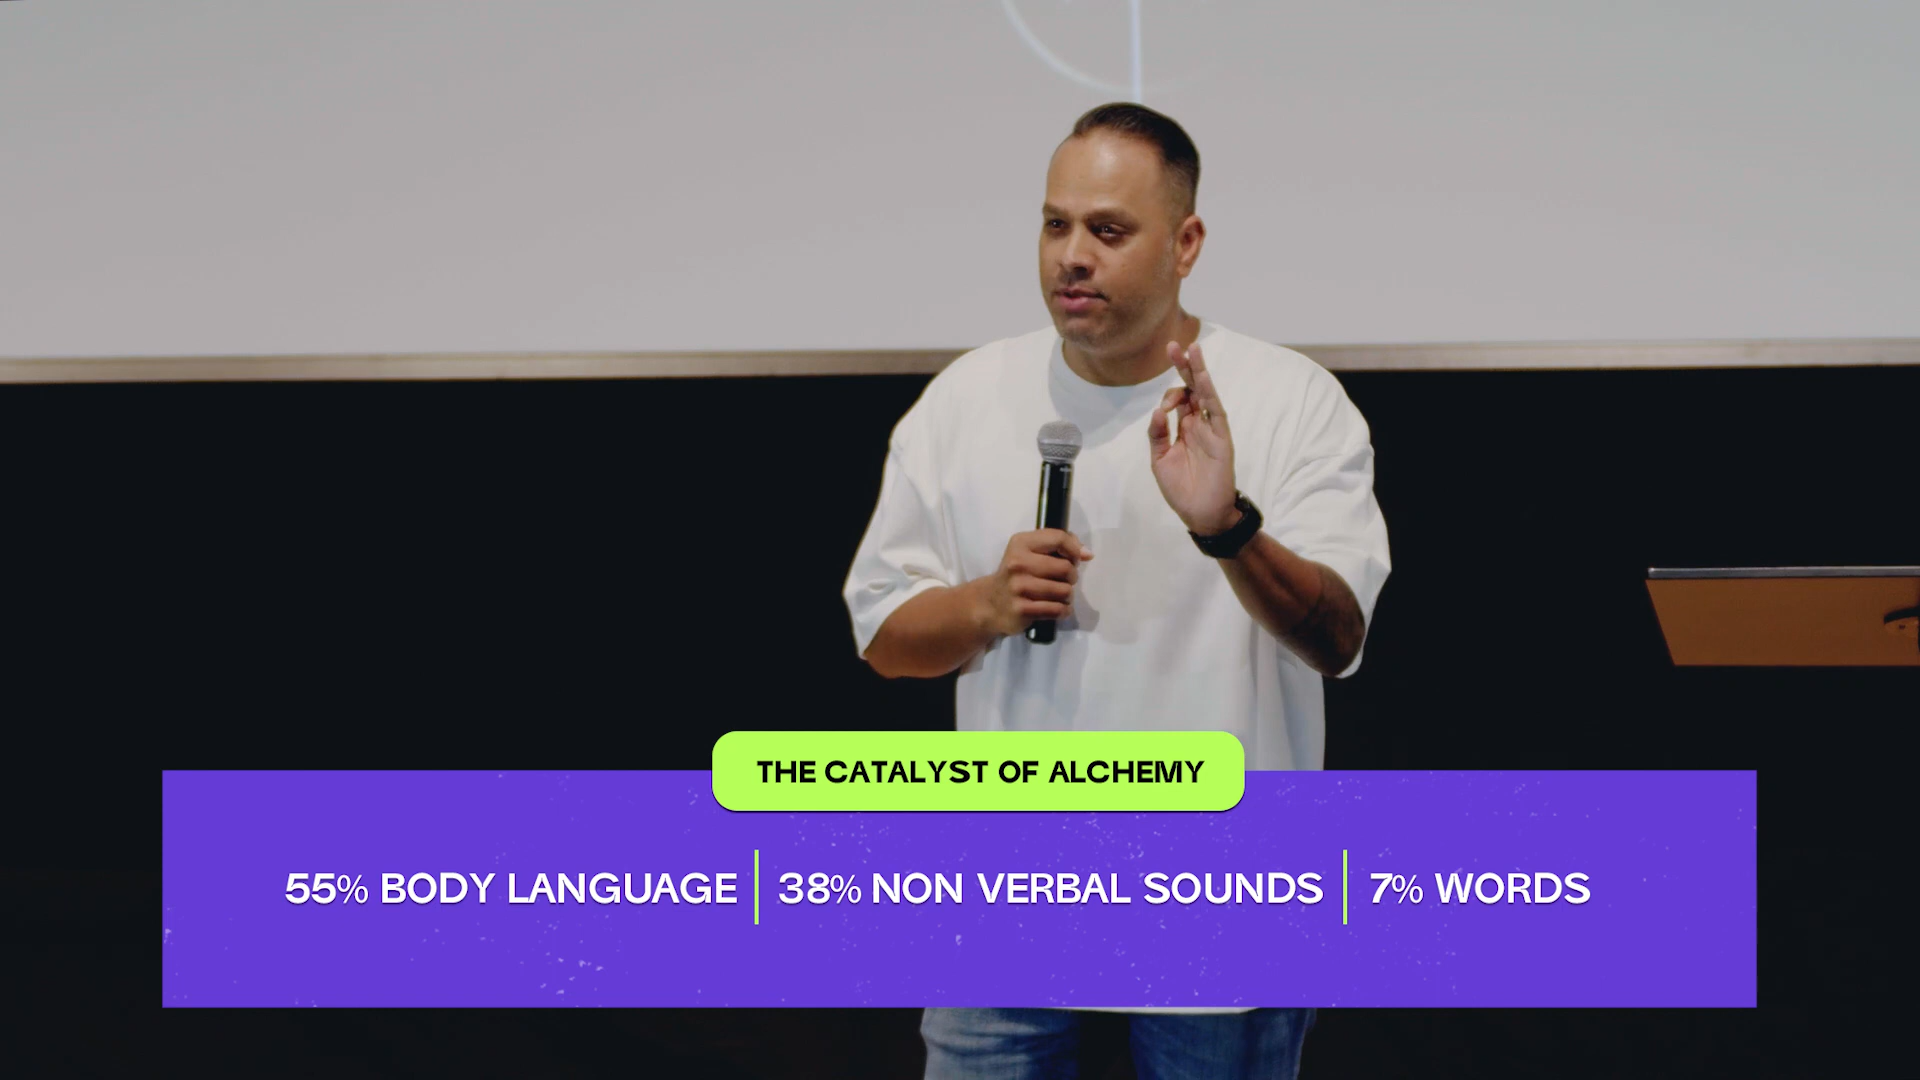 THE CATALYST OF ALCHEMY
55% BODY LANGUAGE | 38% NON VERBAL SOUNDS | 7% WORDS